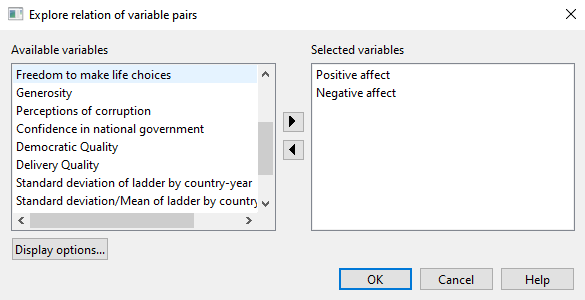 Explore relation of variable pairs
Available variables
Freedom to make life choices
Generosity
Perceptions of corruption
Confidence in national government
Democratic Quality
Delivery Quality
Standard deviation of ladder by country-year
Standard deviation/Mean of ladder by country
Display options...
Selected variables
Positive affect
Negative affect
OK
Cancel
Help